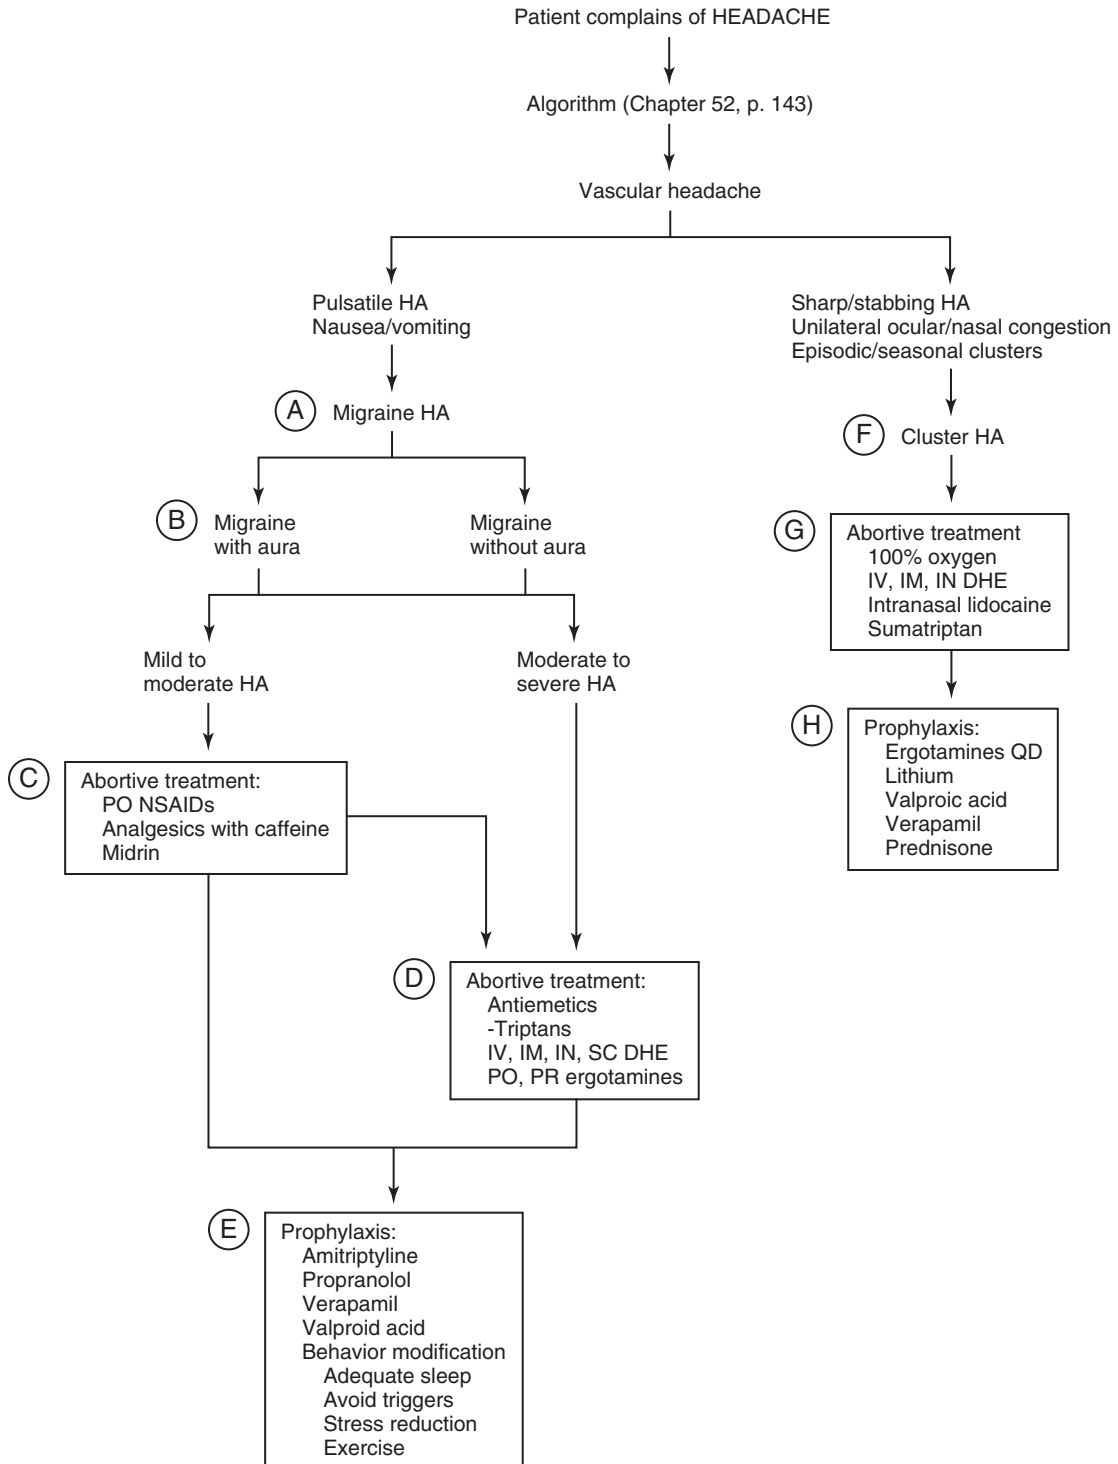 Patient complains of HEADACHE
Algorithm (Chapter 52, p. 143)
Vascular headache
Pulsatile HA
Nausea/vomiting
A
Migraine HA
B
Migraine
with aura
Migraine
without aura
Mild to
moderate HA
Moderate to
severe HA
C
Abortive treatment:
PO NSAIDs
Analgesics with caffeine
Midrin
D
Abortive treatment:
Antiemetics
-Triptans
IV, IM, IN, SC DHE
PO, PR ergotamines
E
Prophylaxis:
Amitriptyline
Propranolol
Verapamil
Valproid acid
Behavior modification
Adequate sleep
Avoid triggers
Stress reduction
Exercise
Sharp/stabbing HA
Unilateral ocular/nasal congestion
Episodic/seasonal clusters
F
Cluster HA
G
Abortive treatment
100% oxygen
IV, IM, IN DHE
Intranasal lidocaine
Sumatriptan
H
Prophylaxis:
Ergotamines QD
Lithium
Valproic acid
Verapamil
Prednisone